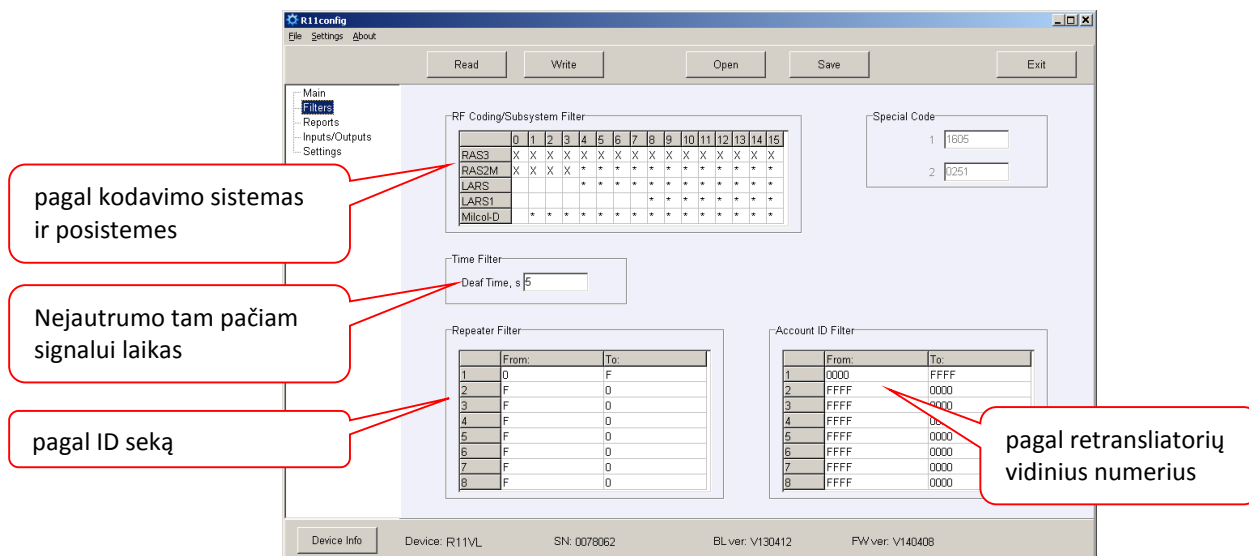 R11config
File Settings About
Read Write Open Save Exit
Main
Filters
Reports
Inputs/Outputs
Settings
RF Coding/Subsystem Filter
0 1 2 3 4 5 6 7 8 9 10 11 12 13 14 15
RAS3 X X X X X X X X X X X X X X X X
RAS2M X X X X * * * * * * * * * * * *
LARS * * * * * * * * * * * *
LARS1 * * * * * * * *
Milcol-D * * * * * * * * * * * * * * *
Special Code
1 1605
2 0251
pagal kodavimo sistemas
ir posistemes
Time Filter
Deaf Time, s 5
Nejautrumo tam pačiam
signalui laikas
Repeater Filter
From: To:
1 0 F
2 F 0
3 F 0
4 F 0
5 F 0
6 F 0
7 F 0
8 F 0
pagal ID seką
Account ID Filter
From: To:
1 0000 FFFF
2 FFFF 0000
3 FFFF 0000
4 FFFF 0000
5 FFFF 0000
6 FFFF 0000
7 FFFF 0000
8 FFFF 0000
pagal retransliatorių
vidinius numerius
Device Info Device: R11VL SN: 0078062 BL ver: V130412 FW ver: V140408